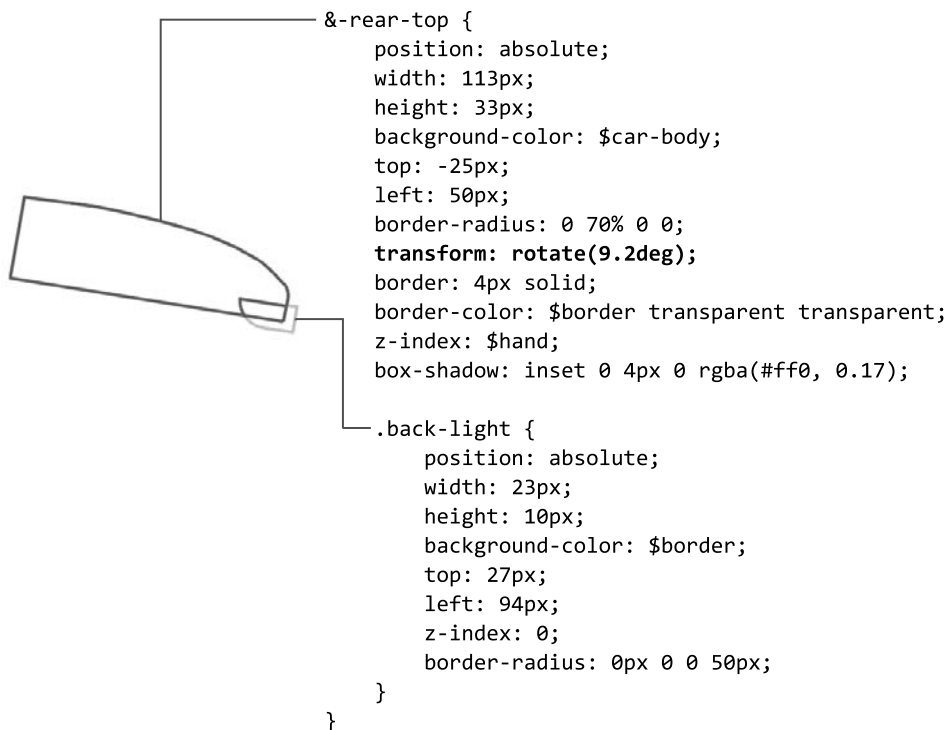 &-rear-top {
position: absolute;
width: 113px;
height: 33px;
background-color: $car-body;
top: -25px;
left: 50px;
border-radius: 0 70% 0 0;
transform: rotate(9.2deg);
border: 4px solid;
border-color: $border transparent transparent;
z-index: $hand;
box-shadow: inset 0 4px 0 rgba(#ff0, 0.17);
.back-light {
position: absolute;
width: 23px;
height: 10px;
background-color: $border;
top: 27px;
left: 94px;
z-index: 0;
border-radius: 0px 0 0 50px;
}
}